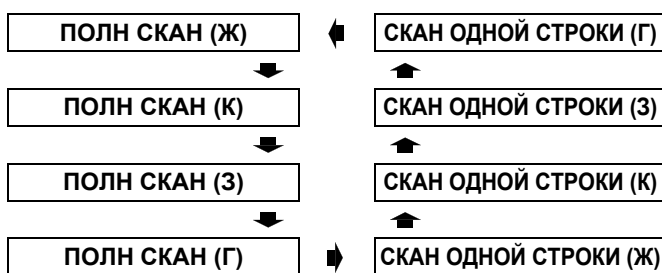 ПОЛН СКАН (Ж)
СКАН ОДНОЙ СТРОКИ (Г)
ПОЛН СКАН (К)
СКАН ОДНОЙ СТРОКИ (З)
ПОЛН СКАН (З)
СКАН ОДНОЙ СТРОКИ (К)
ПОЛН СКАН (Г)
СКАН ОДНОЙ СТРОКИ (Ж)